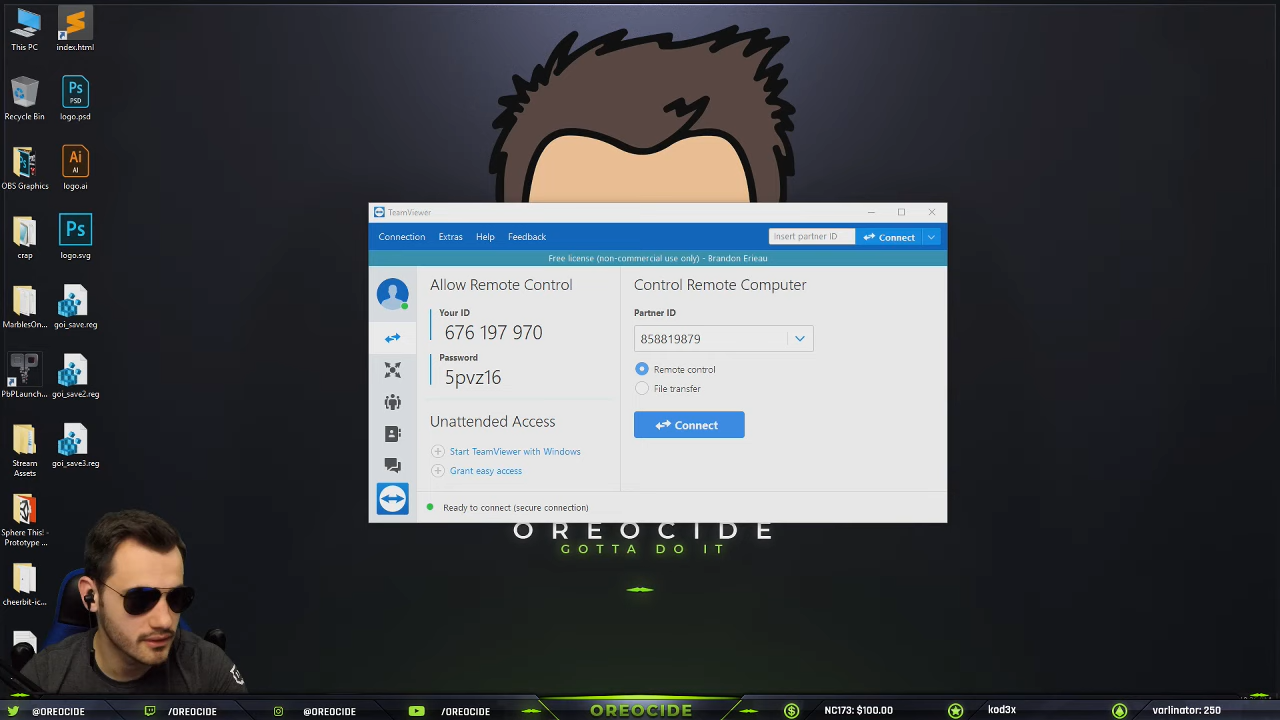 This PC
index.html
Recycle Bin
Ps
PSD
logo.psd
OBS Graphics
Ai
AI
logo.ai
crap
Ps
logo.svg
MarblesOn...
goi_save.reg
PbPLaunch...
goi_save2.reg
Stream
Assets
goi_save3.reg
Sphere This! -
Prototype ...
cheerbit-ic...
TeamViewer
Connection
Extras
Help
Feedback
Insert partner ID
Connect
Free license (non-commercial use only) - Brandon Erieau
Allow Remote Control
Your ID
676 197 970
Password
5pvz16
Unattended Access
Start TeamViewer with Windows
Grant easy access
Control Remote Computer
Partner ID
858819879
Remote control
File transfer
Connect
Ready to connect (secure connection)
OREOCIDE
GOTTA DO IT
@OREOCIDE
/OREOCIDE
@OREOCIDE
/OREOCIDE
OREOCIDE
NC173: $100.00
kod3x
varlinator: 250